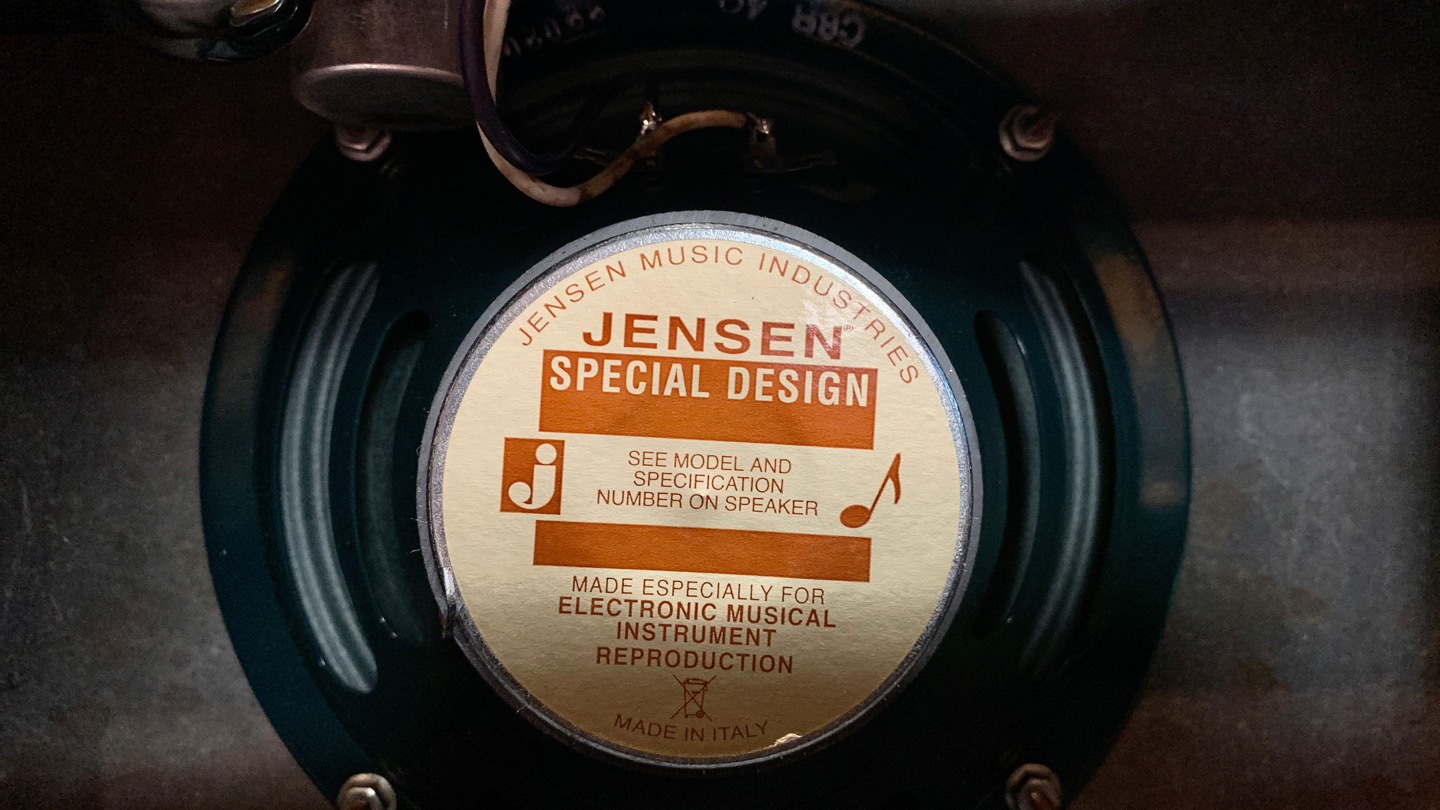 JENSEN MUSIC INDUSTRIES
JENSEN®
SPECIAL DESIGN
j
SEE MODEL AND
SPECIFICATION
NUMBER ON SPEAKER
MADE ESPECIALLY FOR
ELECTRONIC MUSICAL
INSTRUMENT
REPRODUCTION
MADE IN ITALY